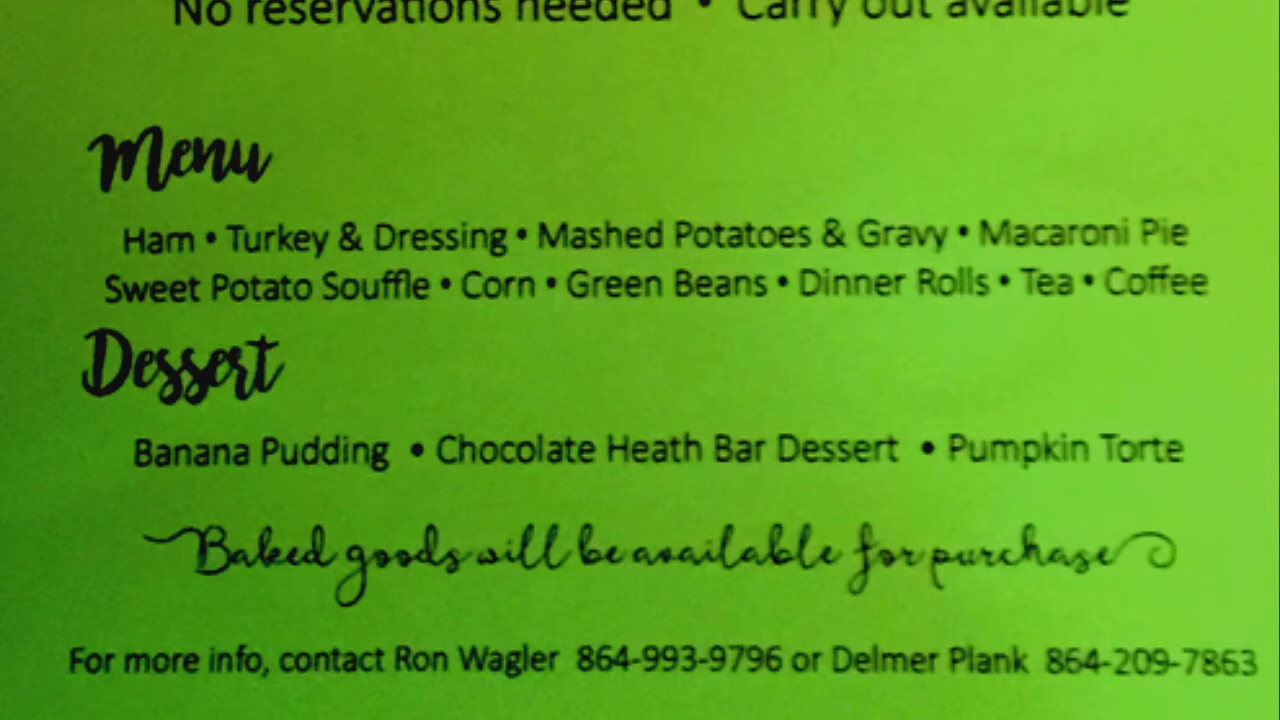 No reservations needed • Carry out available
Menu
Ham • Turkey & Dressing • Mashed Potatoes & Gravy • Macaroni Pie
Sweet Potato Souffle • Corn • Green Beans • Dinner Rolls • Tea • Coffee
Dessert
Banana Pudding • Chocolate Heath Bar Dessert • Pumpkin Torte
Baked goods will be available for purchase
For more info, contact Ron Wagler 864-993-9796 or Delmer Plank 864-209-7863